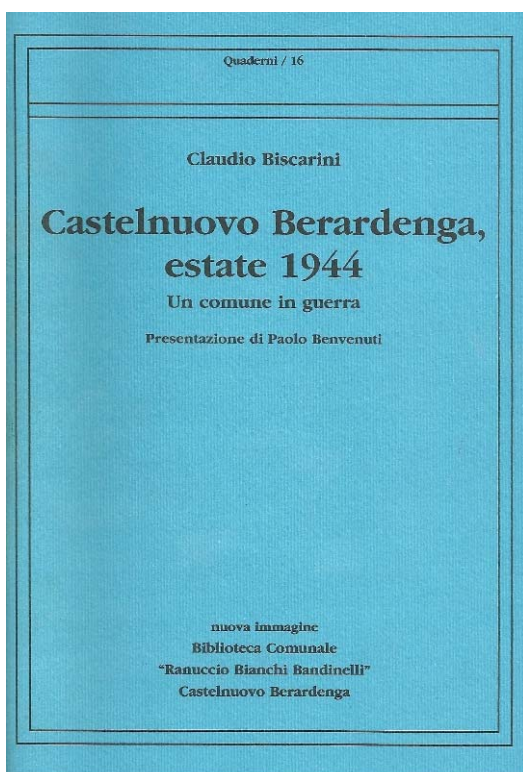 Quaderni / 16
Claudio Biscarini
Castelnuovo Berardenga,
estate 1944
Un comune in guerra
Presentazione di Paolo Benvenuti
nuova immagine
Biblioteca Comunale
"Ranuccio Bianchi Bandinelli"
Castelnuovo Berardenga